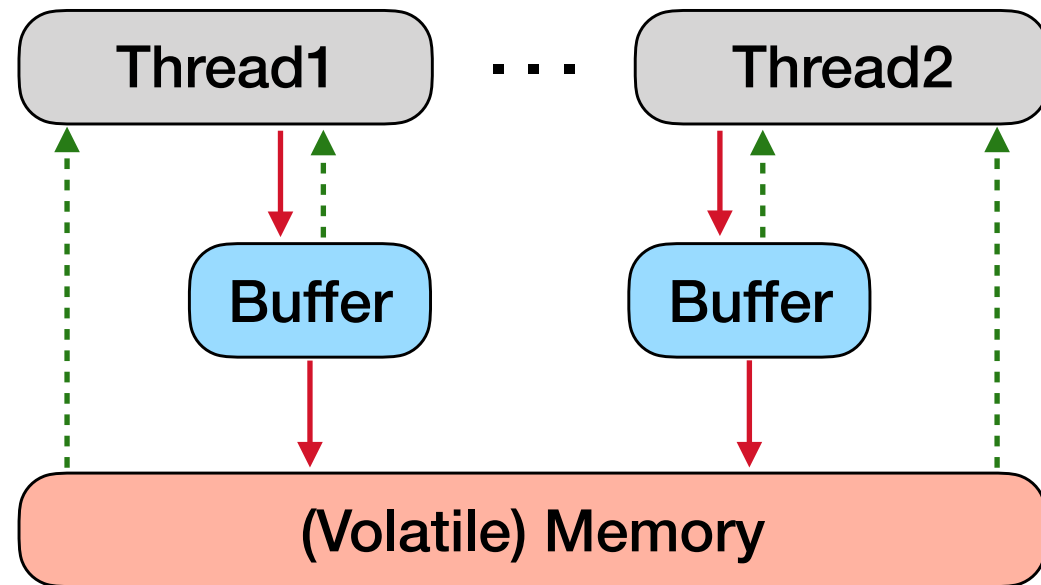 Thread1 ... Thread2
Buffer Buffer
(Volatile) Memory